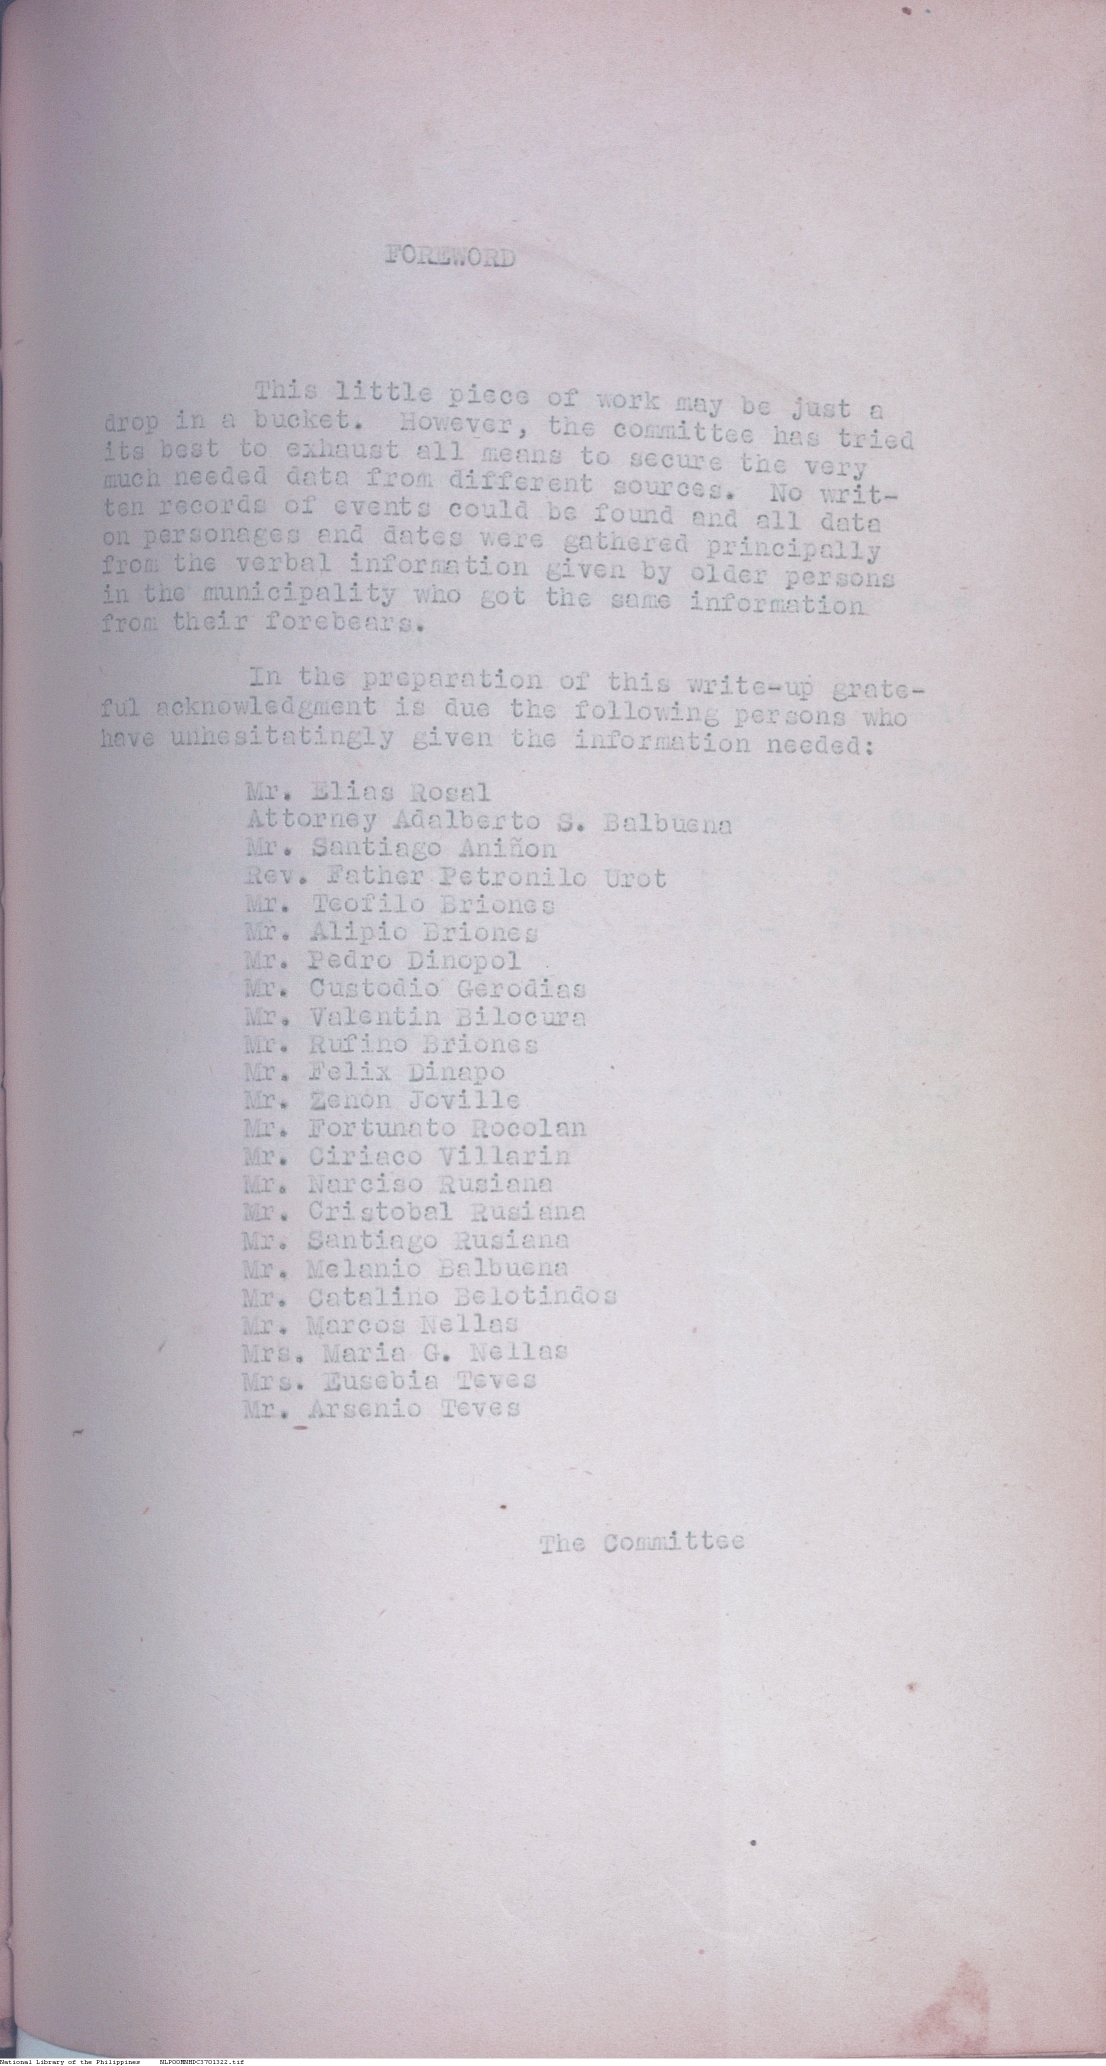 FOREWORD
This little piece of work may be just a
drop in a bucket. However, the committee has tried
its best to exhaust all means to secure the very
much needed data from different sources. No writ-
ten records of events could be found and all data
on personages and dates were gathered principally
from the verbal information given by older persons
in the municipality who got the same information
from their forebears.
In the preparation of this write-up grate-
ful acknowledgment is due the following persons who
have unhesitatingly given the information needed:
Mr. Elias Rosal
Attorney Adalberto S. Balbuena
Mr. Santiago Aniñon
Rev. Father Petronilo Urot
Mr. Teofilo Briones
Mr. Alipio Briones
Mr. Pedro Dinopol
Mr. Custodio Gerodias
Mr. Valentin Bilocura
Mr. Rufino Briones
Mr. Felix Dinapo
Mr. Zenon Joville
Mr. Fortunato Rocolan
Mr. Ciriaco Villarin
Mr. Narciso Rusiana
Mr. Cristobal Rusiana
Mr. Santiago Rusiana
Mr. Melanio Balbuena
Mr. Catalino Belotindos
Mr. Marcos Nellas
Mrs. Maria G. Nellas
Mrs. Eusebia Teves
Mr. Arsenio Teves
The Committee
National Library of the Philippines NLPOOMNHDC3701322.tif